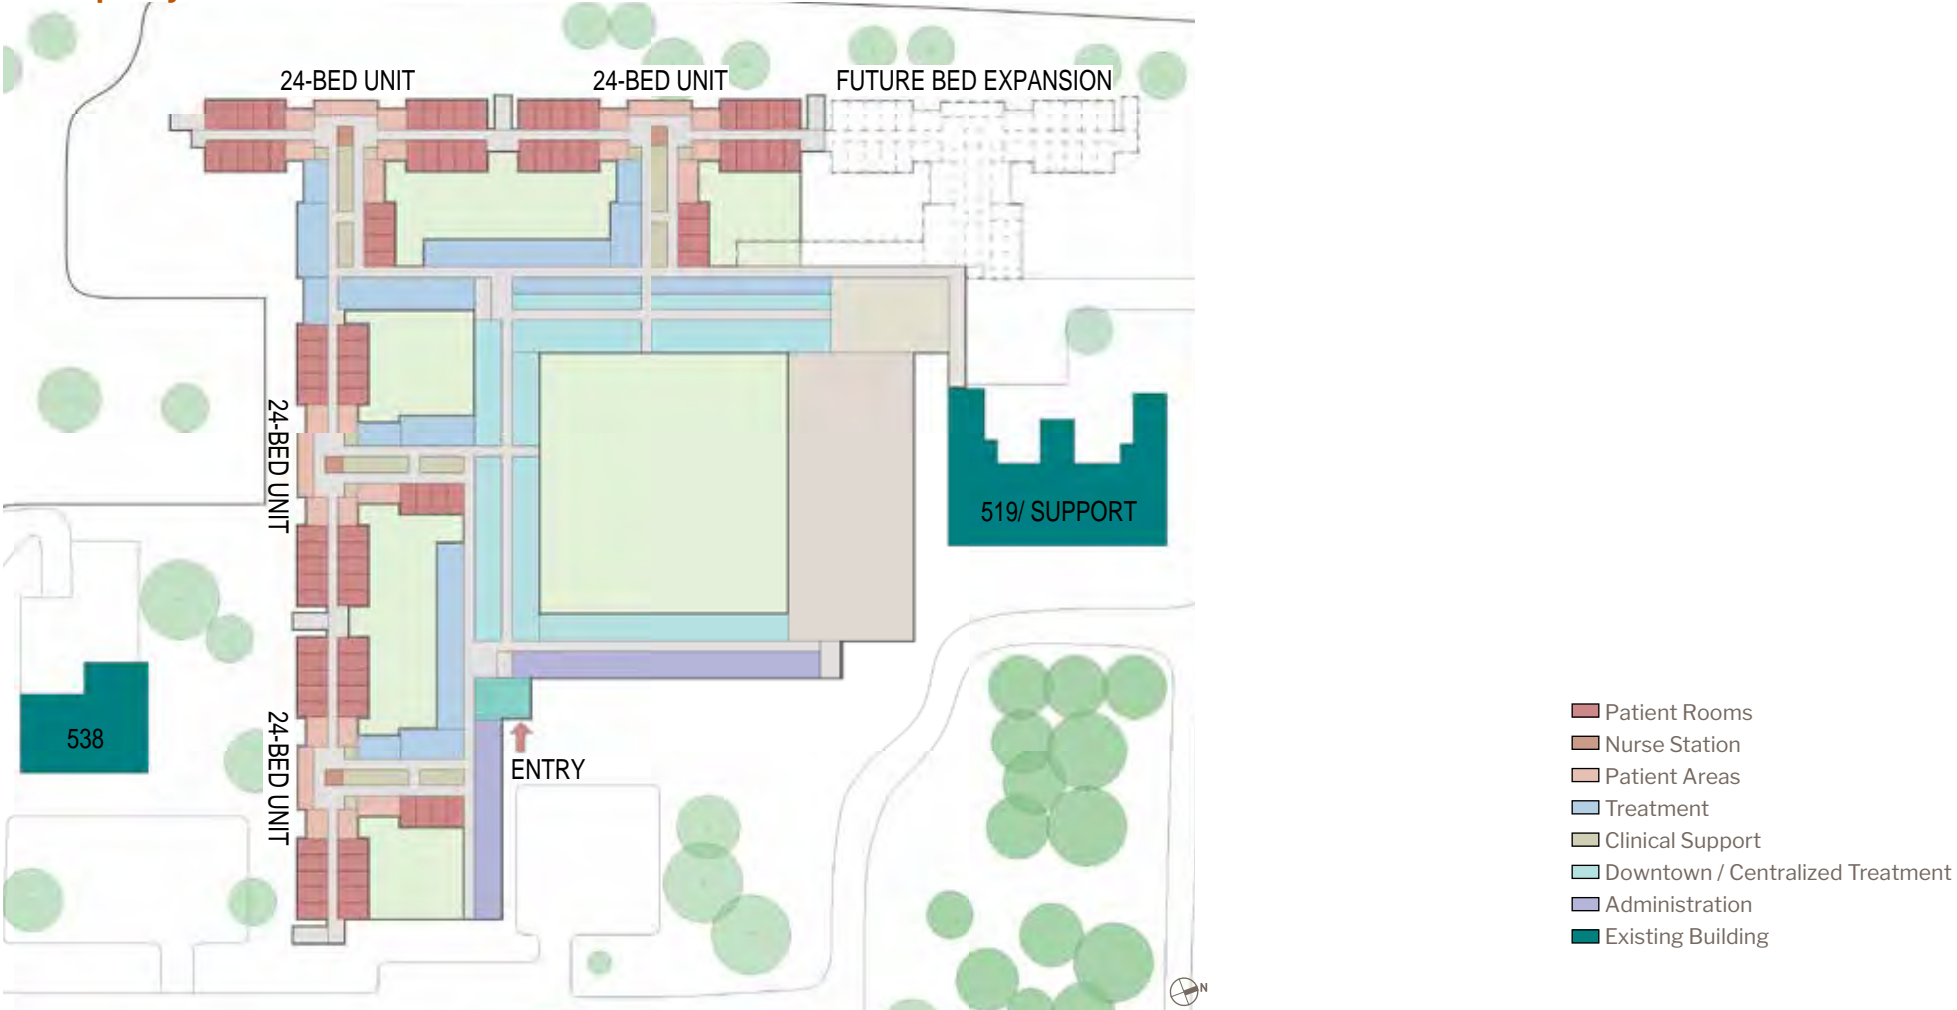 24-BED UNIT
24-BED UNIT
FUTURE BED EXPANSION
24-BED UNIT
519/ SUPPORT
538
24-BED UNIT
ENTRY
Patient Rooms
Nurse Station
Patient Areas
Treatment
Clinical Support
Downtown / Centralized Treatment
Administration
Existing Building
N